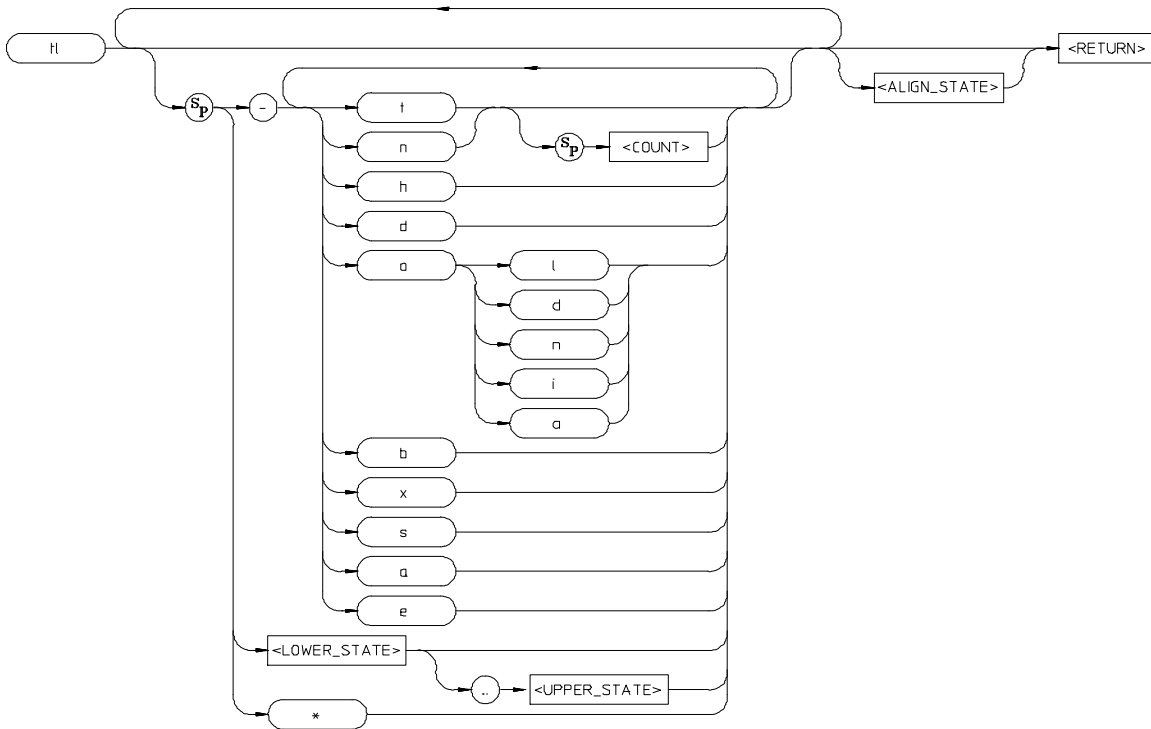 tl
<RETURN>
<ALIGN_STATE>
SP
-
t
n
SP
<COUNT>
h
d
o
l
d
n
i
a
b
x
s
a
e
<LOWER_STATE>
..
<UPPER_STATE>
*